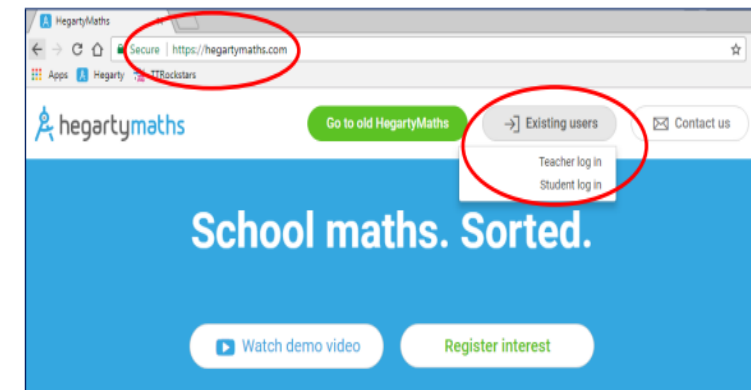 HegartyMaths
Secure | https://hegartymaths.com
Apps Hegarty TTRockstars
hegartymaths
Go to old HegartyMaths
Existing users
Contact us
Teacher log in
Student log in
School maths. Sorted.
Watch demo video
Register interest